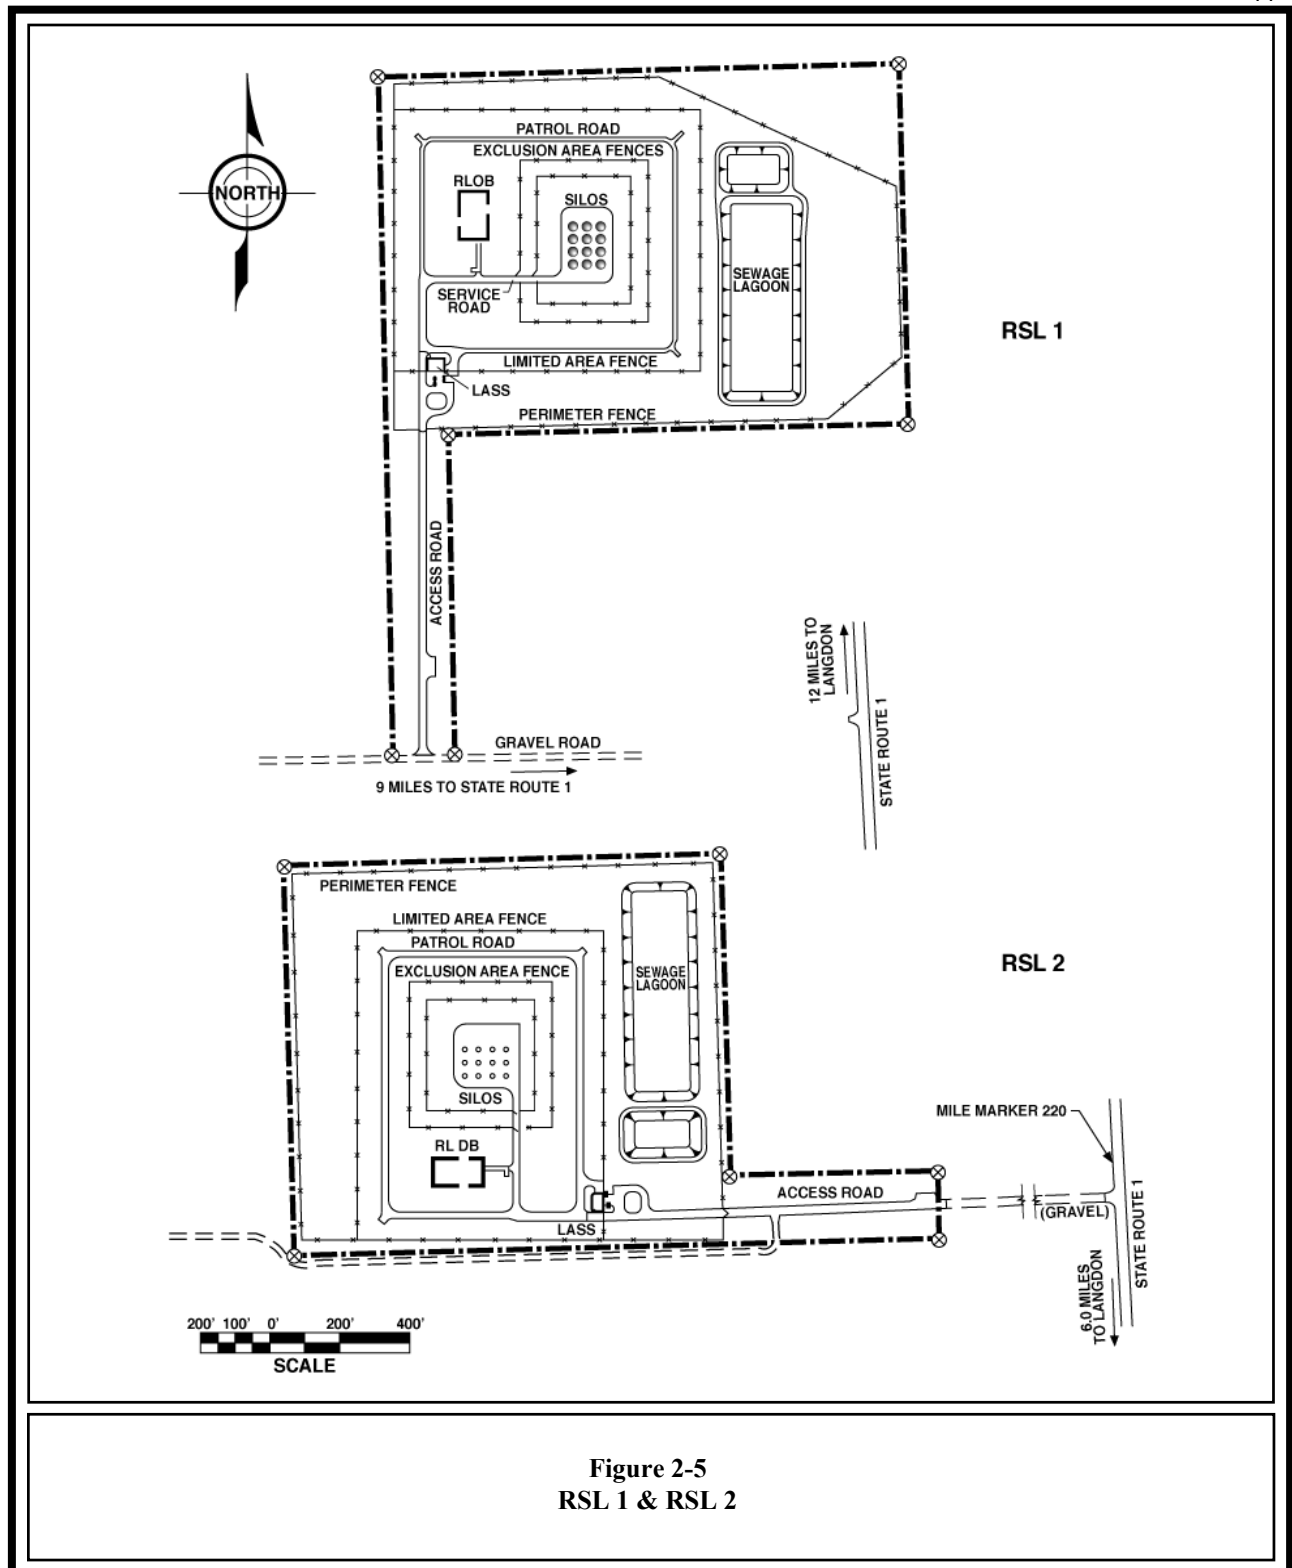 PATROL ROAD
EXCLUSION AREA FENCES
RLOB
SILOS
NORTH
SEWAGE
LAGOON
SERVICE
ROAD
RSL 1
LIMITED AREA FENCE
LASS
PERIMETER FENCE
ACCESS ROAD
12 MILES TO
LANGDON
STATE ROUTE 1
GRAVEL ROAD
9 MILES TO STATE ROUTE 1
PERIMETER FENCE
LIMITED AREA FENCE
PATROL ROAD
EXCLUSION AREA FENCE
SEWAGE
LAGOON
RSL 2
SILOS
MILE MARKER 220
RL DB
ACCESS ROAD
(GRAVEL)
STATE ROUTE 1
LASS
6.0 MILES
TO LANGDON
200' 100' 0' 200' 400'
SCALE
Figure 2-5
RSL 1 & RSL 2